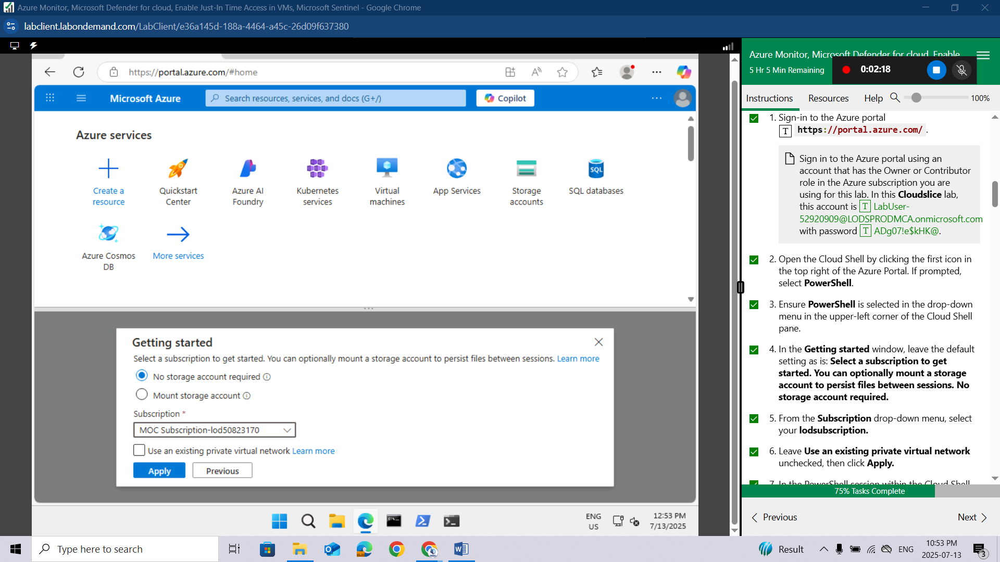 Azure Monitor, Microsoft Defender for cloud, Enable Just-In Time Access in VMs, Microsoft Sentinel - Google Chrome
labclient.labondemand.com/LabClient/e36a145d-188a-4464-a45c-26d09f637380
https://portal.azure.com/#home
Microsoft Azure
Search resources, services, and docs (G+/)
Copilot
Azure services
Create a
resource
Quickstart
Center
Azure AI
Foundry
Kubernetes
services
Virtual
machines
App Services
Storage
accounts
SQL
SQL databases
Azure Cosmos
DB
More services
Getting started
Select a subscription to get started. You can optionally mount a storage account to persist files between sessions. Learn more
No storage account required
Mount storage account
Subscription *
MOC Subscription-lod50823170
Use an existing private virtual network Learn more
Apply
Previous
ENG
US
12:53 PM
7/13/2025
Azure Monitor, Microsoft Defender for cloud, Enable
5 Hr 5 Min Remaining
0:02:18
Instructions
Resources
Help
100%
1. Sign-in to the Azure portal
T https://portal.azure.com/ .
Sign in to the Azure portal using an
account that has the Owner or Contributor
role in the Azure subscription you are
using for this lab. In this Cloudslice lab,
this account is T LabUser-
52920909@LODSPRODMCA.onmicrosoft.com
with password T ADg07!e$kHK@.
2. Open the Cloud Shell by clicking the first icon in
the top right of the Azure Portal. If prompted,
select PowerShell.
3. Ensure PowerShell is selected in the drop-down
menu in the upper-left corner of the Cloud Shell
pane.
4. In the Getting started window, leave the default
setting as is: Select a subscription to get
started. You can optionally mount a storage
account to persist files between sessions. No
storage account required.
5. From the Subscription drop-down menu, select
your lodsubscription.
6. Leave Use an existing private virtual network
unchecked, then click Apply.
7. In the PowerShell session within the Cloud Shell
75% Tasks Complete
Previous
Next
Type here to search
Result
ENG
10:53 PM
2025-07-13
3